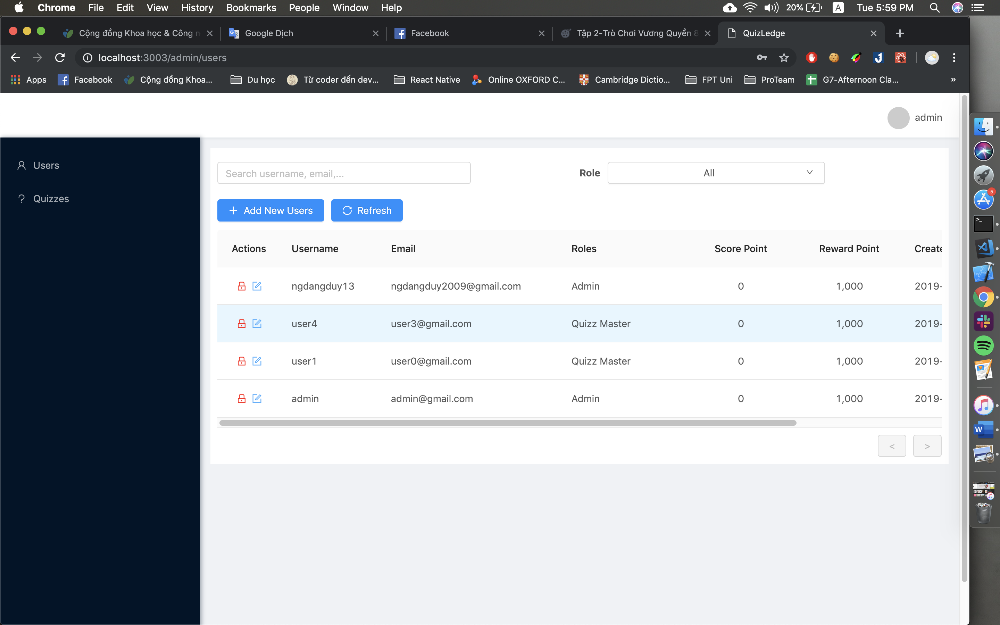 Chrome File Edit View History Bookmarks People Window Help 20% A Tue 5:59 PM
Cộng đồng Khoa học & Công n Google Dịch Facebook Tập 2-Trò Chơi Vương Quyền 8 QuizLedge
localhost:3003/admin/users
Apps Facebook Cộng đồng Khoa... Du học Từ coder đến dev... React Native Online OXFORD C... Cambridge Dictio... FPT Uni ProTeam G7-Afternoon Cla... »
admin
Users
Quizzes
Search username, email,... Role All
Add New Users Refresh
Actions Username Email Roles Score Point Reward Point Create
ngdangduy13 ngdangduy2009@gmail.com Admin 0 1,000 2019-
user4 user3@gmail.com Quizz Master 0 1,000 2019-
user1 user0@gmail.com Quizz Master 0 1,000 2019-
admin admin@gmail.com Admin 0 1,000 2019-
< >
5
W